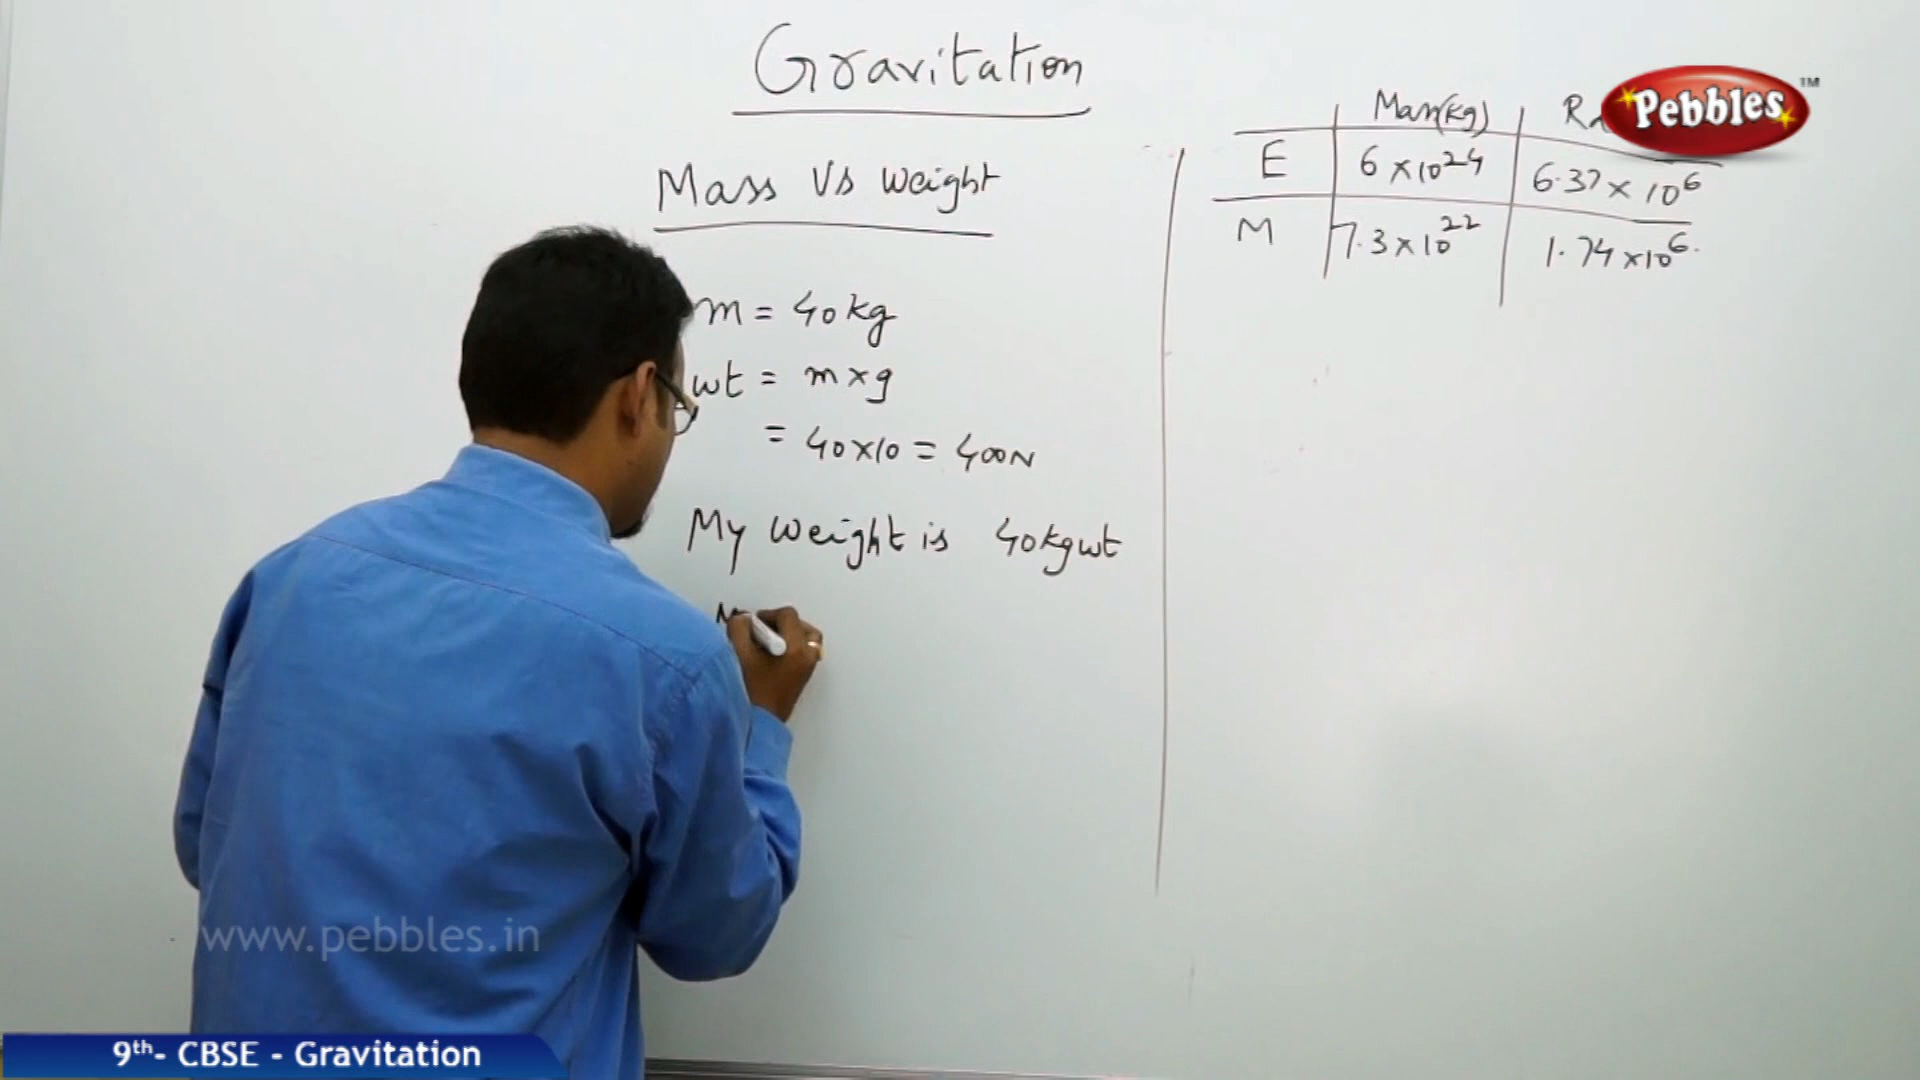 Gravitation
Mass Vs weight
m = 40kg
wt = m×g
= 40×10 = 400N
My weight is 40kgwt
Mass(kg)
E 6×10²⁴ 6.37×10⁶
M 7.3×10²² 1.74×10⁶.
Pebbles™
www.pebbles.in
9th- CBSE - Gravitation